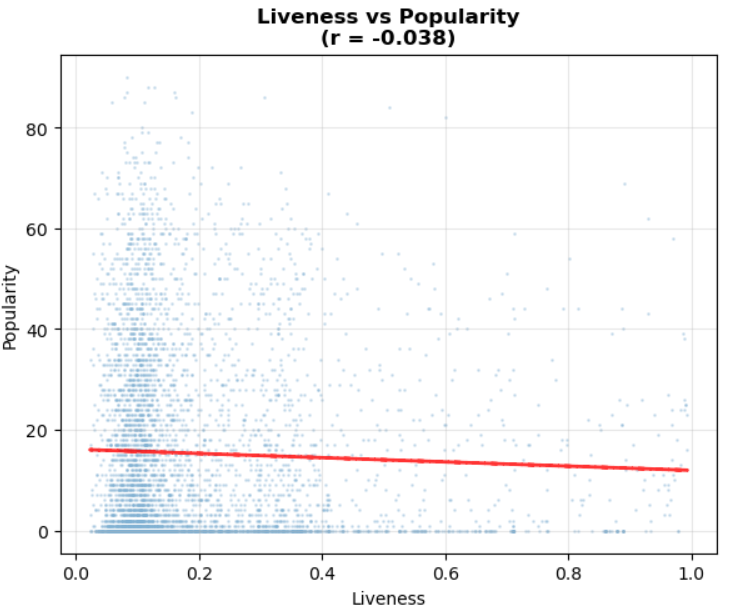 Liveness vs Popularity
(r = -0.038)
80
60
40
20
0
Popularity
0.0 0.2 0.4 0.6 0.8 1.0
Liveness